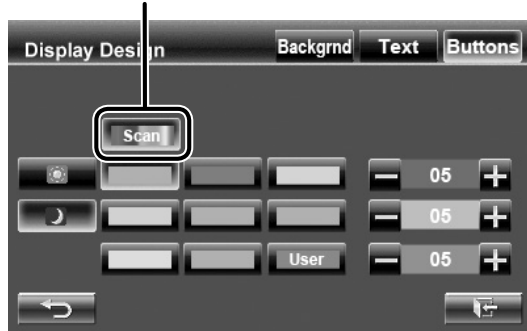 Display Design
Backgrnd
Text
Buttons
Scan
05
05
User
05